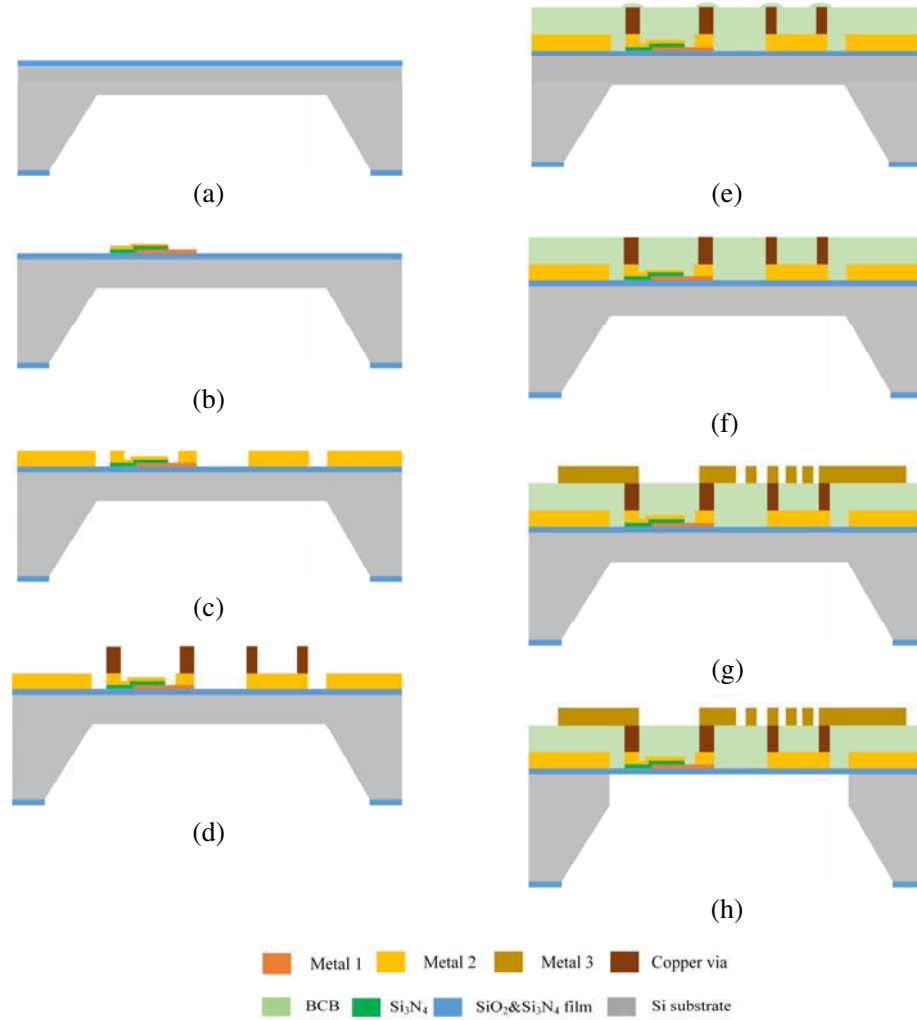 (a)
(b)
(c)
(d)
(e)
(f)
(g)
(h)
Metal 1 Metal 2 Metal 3 Copper via
BCB Si₃N₄ SiO₂&Si₃N₄ film Si substrate